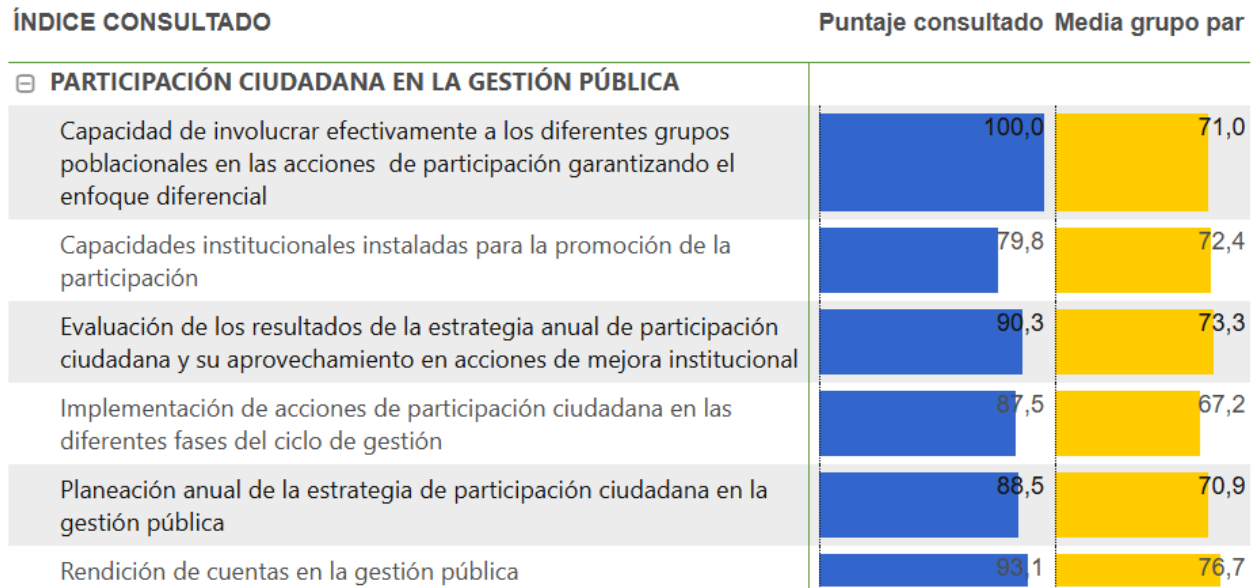 ÍNDICE CONSULTADO Puntaje consultado Media grupo par
PARTICIPACIÓN CIUDADANA EN LA GESTIÓN PÚBLICA
Capacidad de involucrar efectivamente a los diferentes grupos 100,0 71,0
poblacionales en las acciones de participación garantizando el
enfoque diferencial
Capacidades institucionales instaladas para la promoción de la 79,8 72,4
participación
Evaluación de los resultados de la estrategia anual de participación 90,3 73,3
ciudadana y su aprovechamiento en acciones de mejora institucional
Implementación de acciones de participación ciudadana en las 87,5 67,2
diferentes fases del ciclo de gestión
Planeación anual de la estrategia de participación ciudadana en la 88,5 70,9
gestión pública
Rendición de cuentas en la gestión pública 93,1 76,7